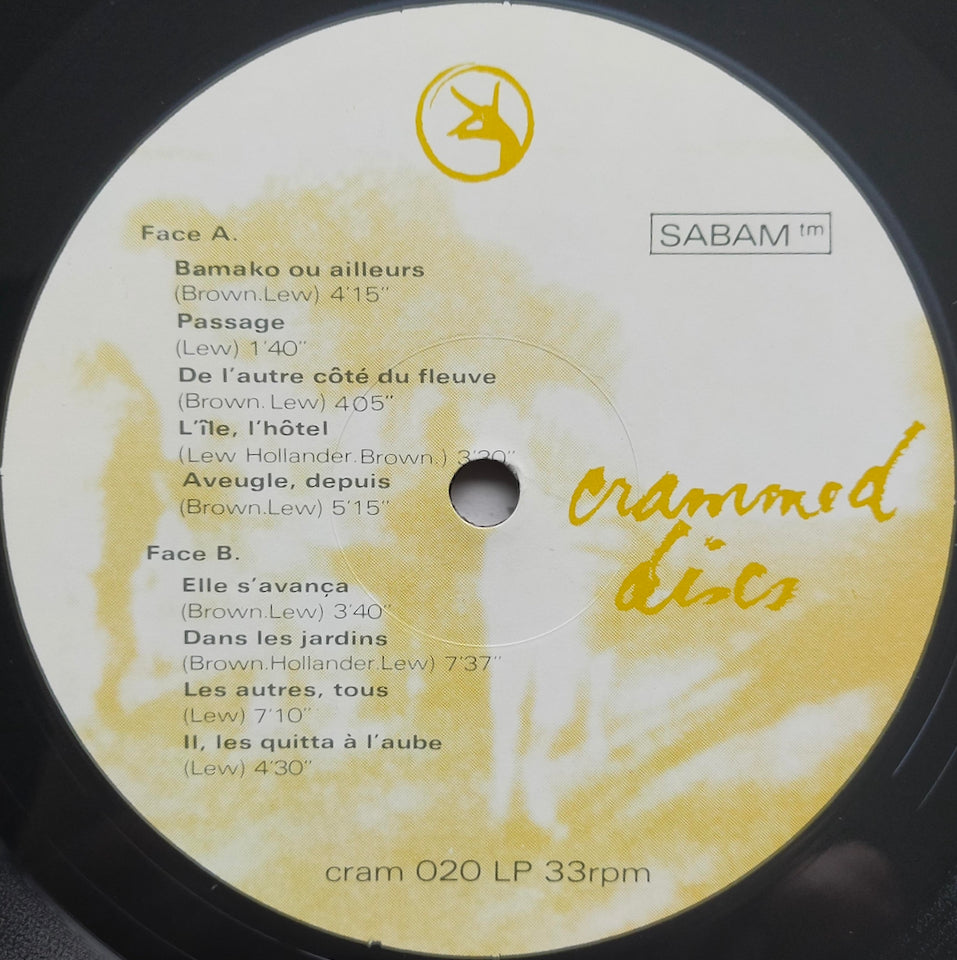 SABAM tm
Face A.
Bamako ou ailleurs
(Brown.Lew) 4'15"
Passage
(Lew) 1'40"
De l'autre côté du fleuve
(Brown.Lew) 405"
L'île, l'hôtel
(Lew Hollander.Brown.) 3'20"
Aveugle, depuis
(Brown.Lew) 5'15"
Face B.
Elle s'avança
(Brown.Lew) 3'40"
Dans les jardins
(Brown.Hollander.Lew) 7'37"
Les autres, tous
(Lew) 7'10"
Il, les quitta à l'aube
(Lew) 4'30"
crammed
discs
cram 020 LP 33rpm